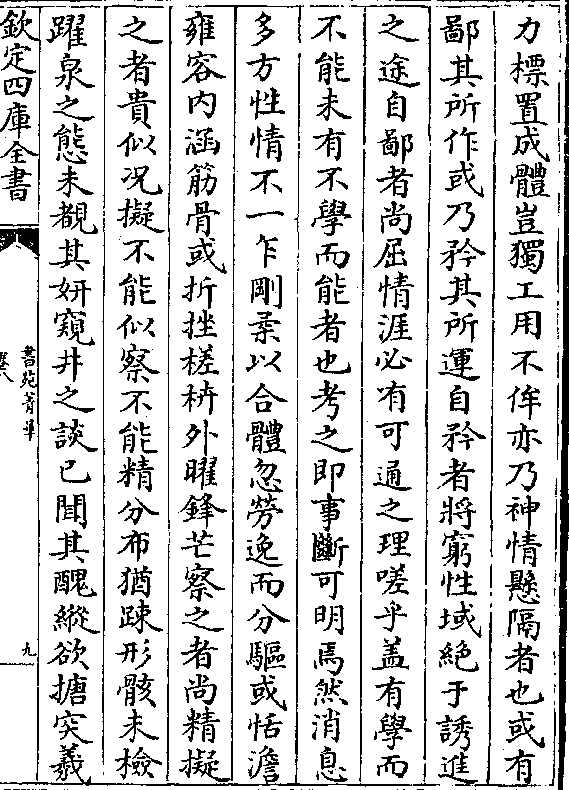 力標置成體豈獨工用不侔亦乃神情懸隔者也或有
鄙其所作或乃矜其所運自矜者將窮性域絶于誘進
之途自鄙者尚屈情涯必有可通之理嗟乎蓋有學而
不能未有不學而能者也考之即事斷可明焉然消息
多方性情不一乍剛柔以合體忽勞逸而分驅或恬澹
雍容内涵筋骨或折挫槎枿外曜鋒芒察之者尚精擬
之者貴似况擬不能似察不能精分布猶踈形骸未檢
躍泉之態未覩其妍窺井之談已聞其醜縱欲搪突羲
欽定四庫全書
書苑菁華
卷八
九